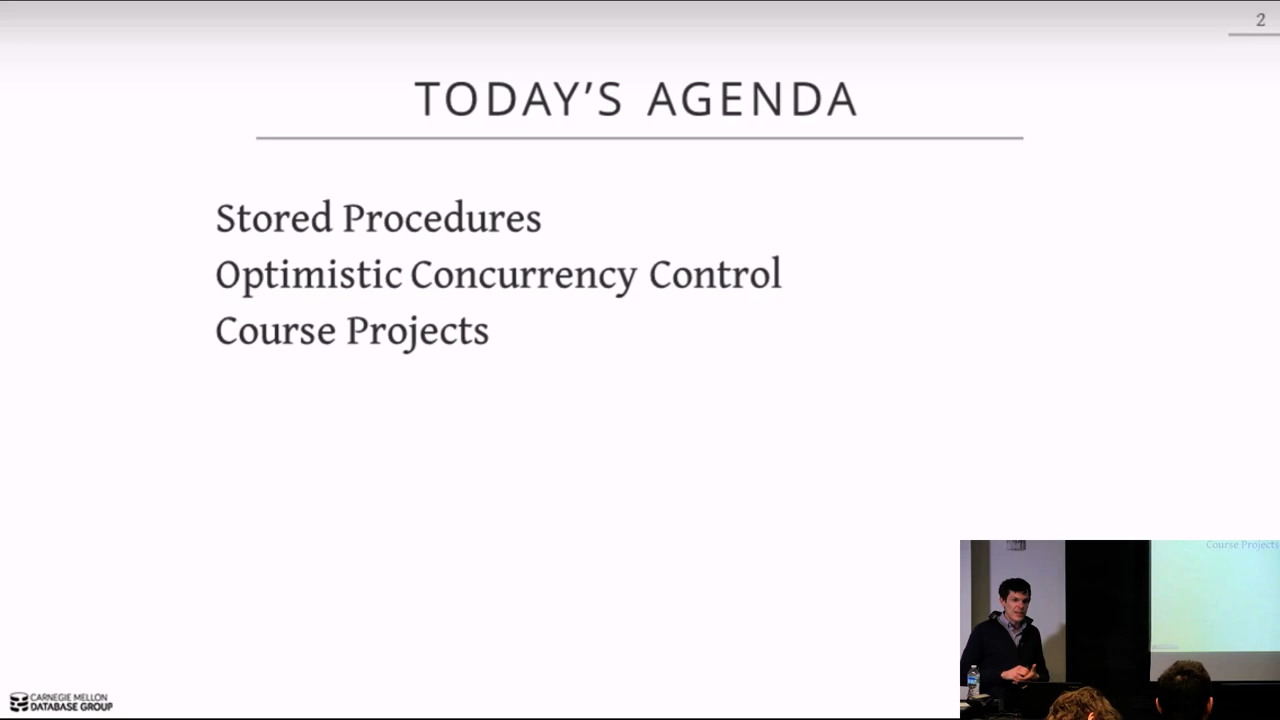 2
TODAY'S AGENDA
Stored Procedures
Optimistic Concurrency Control
Course Projects
Course Projects
CARNEGIE MELLON
DATABASE GROUP